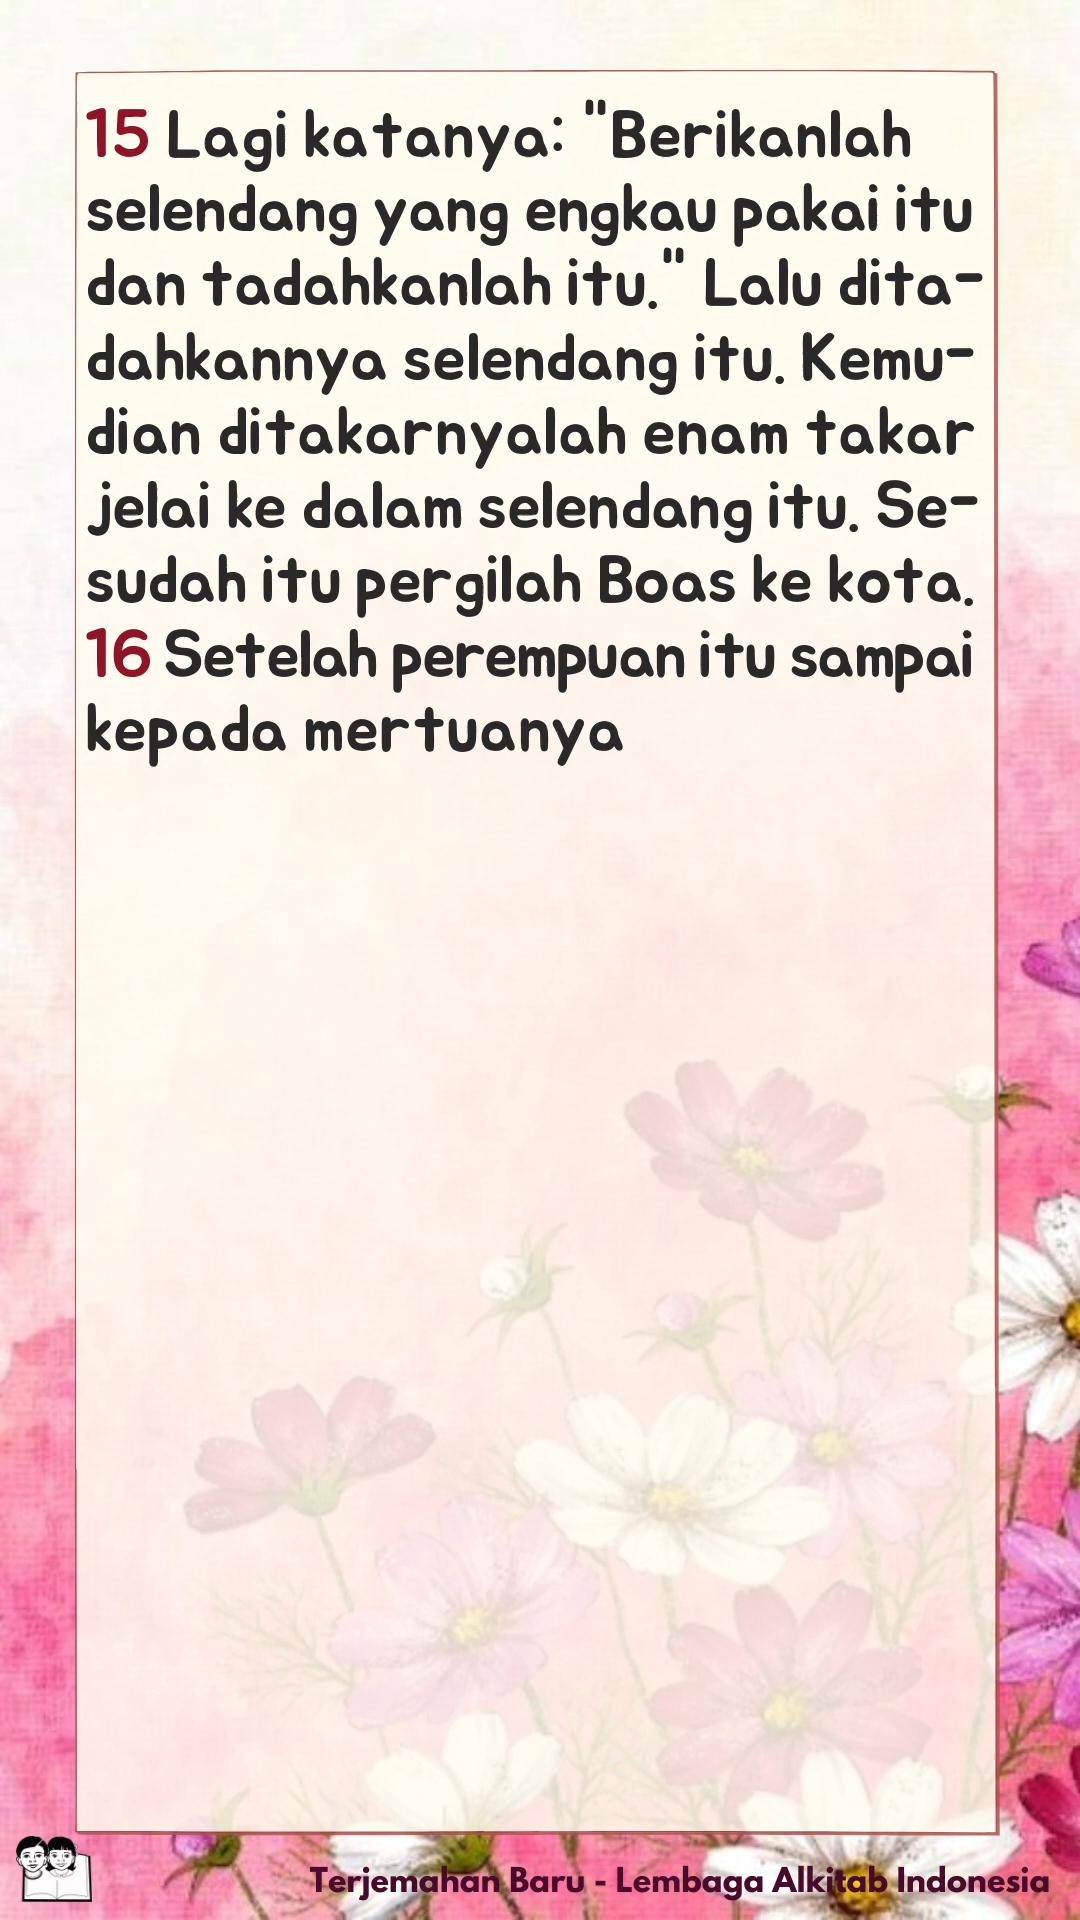 15 Lagi katanya: "Berikanlah
selendang yang engkau pakai itu
dan tadahkanlah itu." Lalu dita-
dahkannya selendang itu. Kemu-
dian ditakarnyalah enam takar
jelai ke dalam selendang itu. Se-
sudah itu pergilah Boas ke kota.
16 Setelah perempuan itu sampai
kepada mertuanya
Terjemahan Baru - Lembaga Alkitab Indonesia